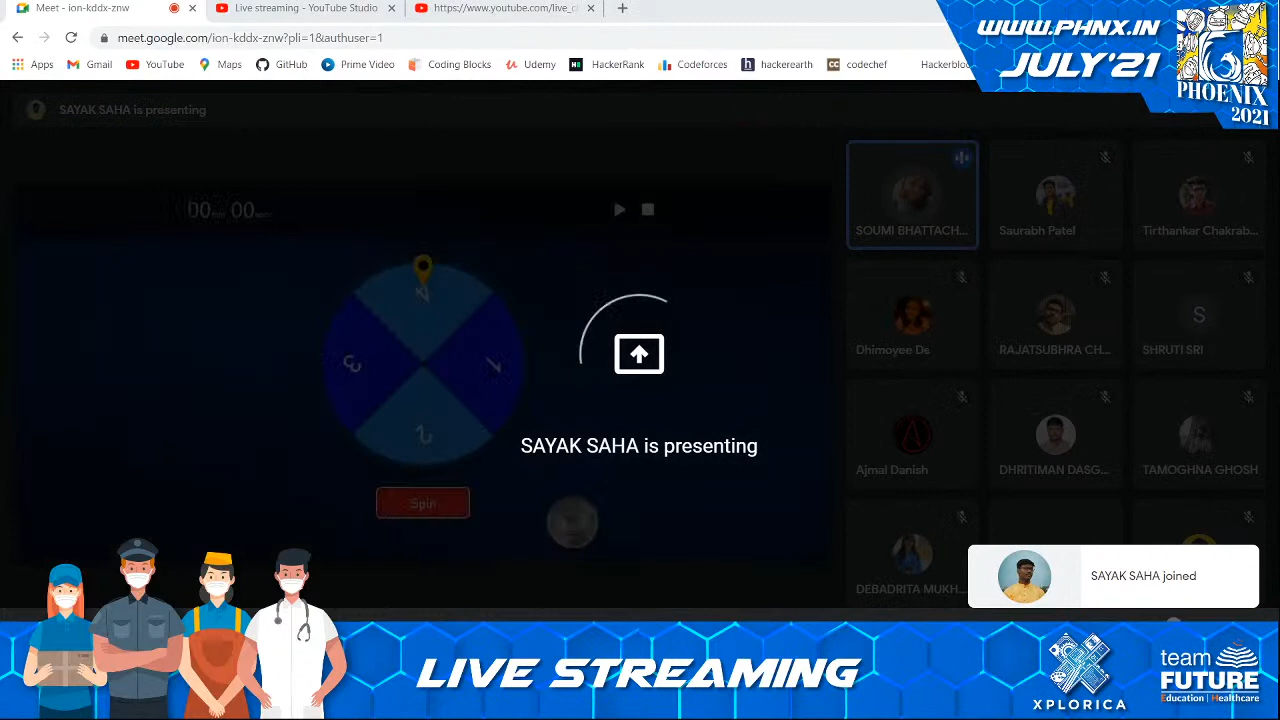 Meet - ion-kddx-znw
Live streaming - YouTube Studio
https://www.youtube.com/live_c
meet.google.com/ion-kddx-znw?pli=1&authuser=1
Apps
Gmail
YouTube
Maps
GitHub
Prime Video
Coding Blocks
Udemy
HackerRank
Codeforces
hackerearth
codechef
Hackerblo
WWW.PHNX.IN
JULY'21
PHOENIX
2021
SAYAK SAHA is presenting
00 00
SOUMI BHATTACH...
Saurabh Patel
Tirthankar Chakrab...
N
Dhimoyee De
RAJATSUBHRA CH...
S
SHRUTI SRI
SAYAK SAHA is presenting
Ajmal Danish
DHRITIMAN DASG...
TAMOGHNA GHOSH
Spin
DEBADRITA MUKH...
SAYAK SAHA joined
LIVE STREAMING
XPLORICA
team
FUTURE
Education | Healthcare